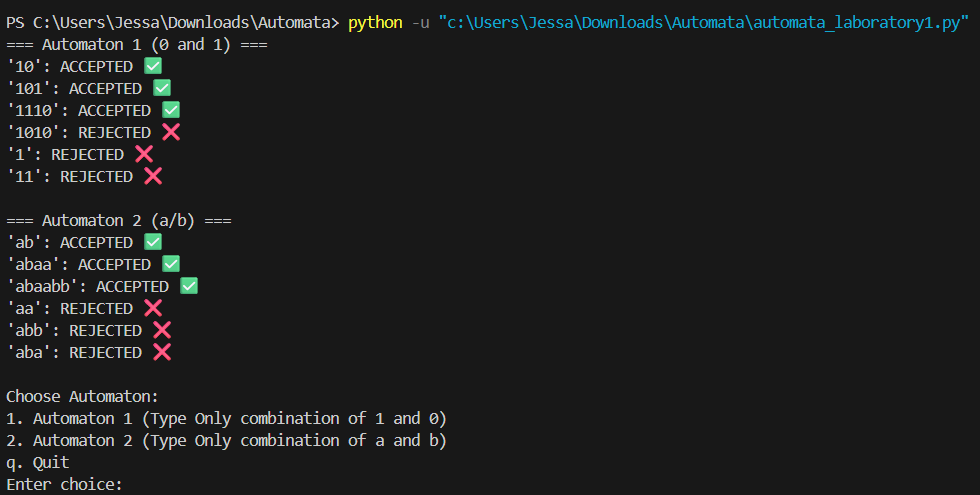 PS C:\Users\Jessa\Downloads\Automata> python -u "c:\Users\Jessa\Downloads\Automata\automata_laboratory1.py"
=== Automaton 1 (0 and 1) ===
'10': ACCEPTED ✅
'101': ACCEPTED ✅
'1110': ACCEPTED ✅
'1010': REJECTED ❌
'1': REJECTED ❌
'11': REJECTED ❌

=== Automaton 2 (a/b) ===
'ab': ACCEPTED ✅
'abaa': ACCEPTED ✅
'abaabb': ACCEPTED ✅
'aa': REJECTED ❌
'abb': REJECTED ❌
'aba': REJECTED ❌

Choose Automaton:
1. Automaton 1 (Type Only combination of 1 and 0)
2. Automaton 2 (Type Only combination of a and b)
q. Quit
Enter choice: